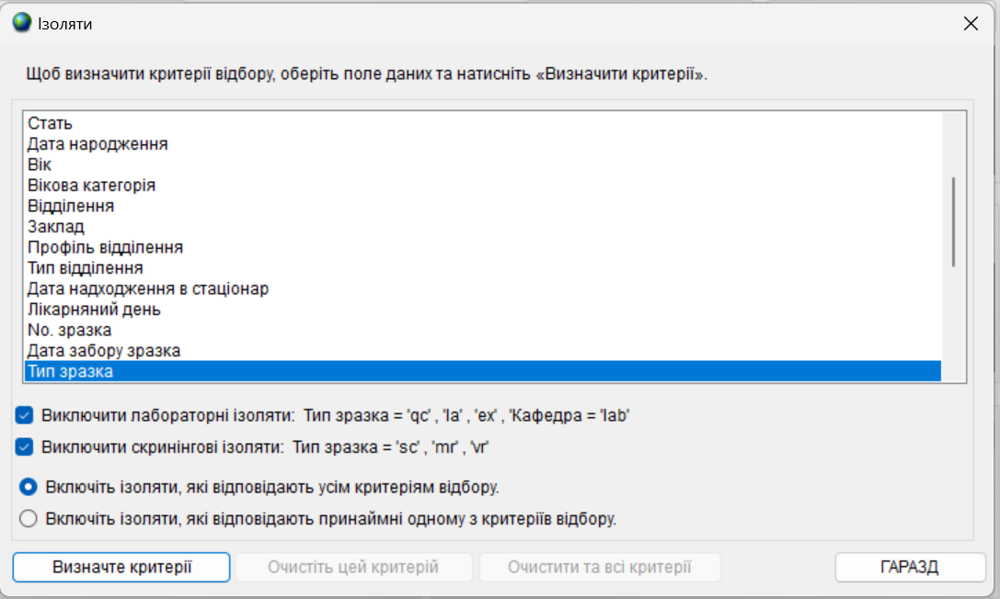 Ізоляти
Щоб визначити критерії відбору, оберіть поле даних та натисніть «Визначити критерії».
Стать
Дата народження
Вік
Вікова категорія
Відділення
Заклад
Профіль відділення
Тип відділення
Дата надходження в стаціонар
Лікарняний день
No. зразка
Дата забору зразка
Тип зразка
Виключити лабораторні ізоляти:  Тип зразка = 'qc' , 'la' , 'ex' , 'Кафедра = 'lab'
Виключити скринінгові ізоляти:  Тип зразка = 'sc' , 'mr' , 'vr'
Включіть ізоляти, які відповідають усім критеріям відбору.
Включіть ізоляти, які відповідають принаймні одному з критеріїв відбору.
Визначте критерії
Очистіть цей критерій
Очистити та всі критерії
ГАРАЗД